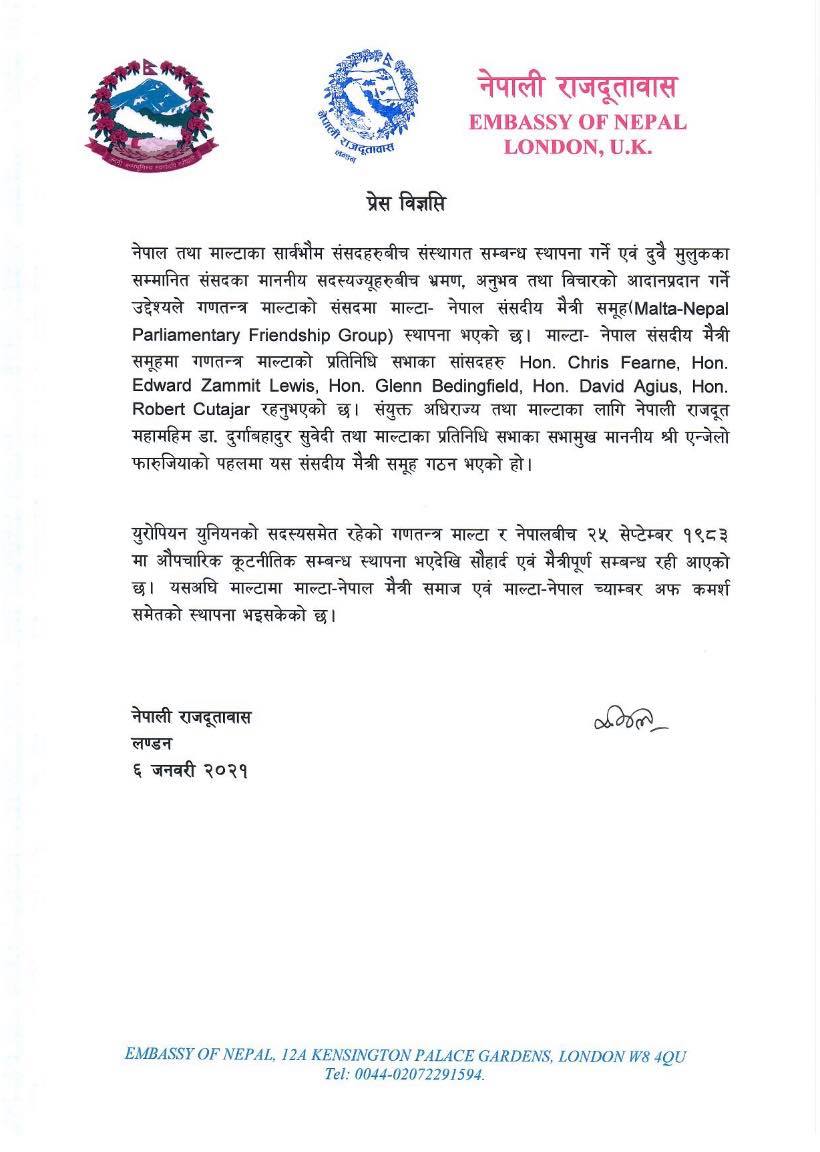 नेपाली राजदूतावास
लण्डन
नेपाली राजदूतावास
EMBASSY OF NEPAL
LONDON, U.K.
प्रेस विज्ञप्ति
नेपाल तथा माल्टाका सार्वभौम संसदहरुबीच संस्थागत सम्बन्ध स्थापना गर्ने एवं दुवै मुलुकका
सम्मानित संसदका माननीय सदस्यज्यूहरुबीच भ्रमण, अनुभव तथा विचारको आदानप्रदान गर्ने
उद्देश्यले गणतन्त्र माल्टाको संसदमा माल्टा- नेपाल संसदीय मैत्री समूह(Malta-Nepal
Parliamentary Friendship Group) स्थापना भएको छ। माल्टा- नेपाल संसदीय मैत्री
समूहमा गणतन्त्र माल्टाको प्रतिनिधि सभाका सांसदहरु Hon. Chris Fearne, Hon.
Edward Zammit Lewis, Hon. Glenn Bedingfield, Hon. David Agius, Hon.
Robert Cutajar रहनुभएको छ। संयुक्त अधिराज्य तथा माल्टाका लागि नेपाली राजदूत
महामहिम डा. दुर्गाबहादुर सुवेदी तथा माल्टाका प्रतिनिधि सभाका सभामुख माननीय श्री एन्जेलो
फारुजियाको पहलमा यस संसदीय मैत्री समूह गठन भएको हो।
युरोपियन युनियनको सदस्यसमेत रहेको गणतन्त्र माल्टा र नेपालबीच २५ सेप्टेम्बर १९८३
मा औपचारिक कूटनीतिक सम्बन्ध स्थापना भएदेखि सौहार्द एवं मैत्रीपूर्ण सम्बन्ध रही आएको
छ। यसअघि माल्टामा माल्टा-नेपाल मैत्री समाज एवं माल्टा-नेपाल च्याम्बर अफ कमर्श
समेतको स्थापना भइसकेको छ।
नेपाली राजदूतावास
लण्डन
६ जनवरी २०२१
EMBASSY OF NEPAL, 12A KENSINGTON PALACE GARDENS, LONDON W8 4QU
Tel: 0044-02072291594.